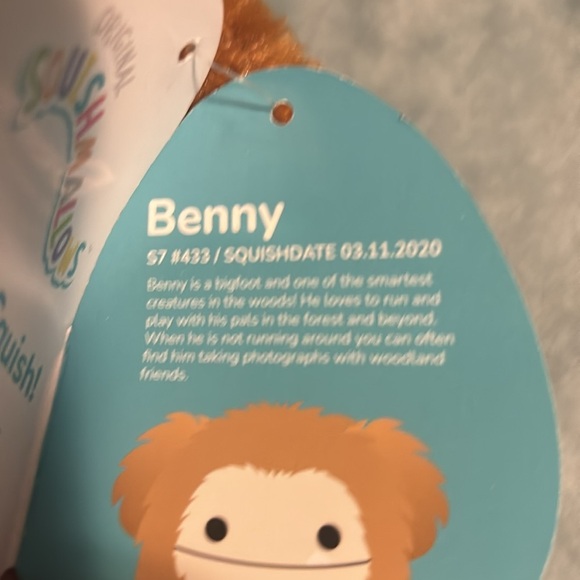 ORIGINAL
SQUISHMALLOWS
Squish!
Benny
S7 #433 / SQUISHDATE 03.11.2020
Benny is a bigfoot and one of the smartest
creatures in the woods! He loves to run and
play with his pals in the forest and beyond.
When he is not running around you can often
find him taking photographs with woodland
friends.